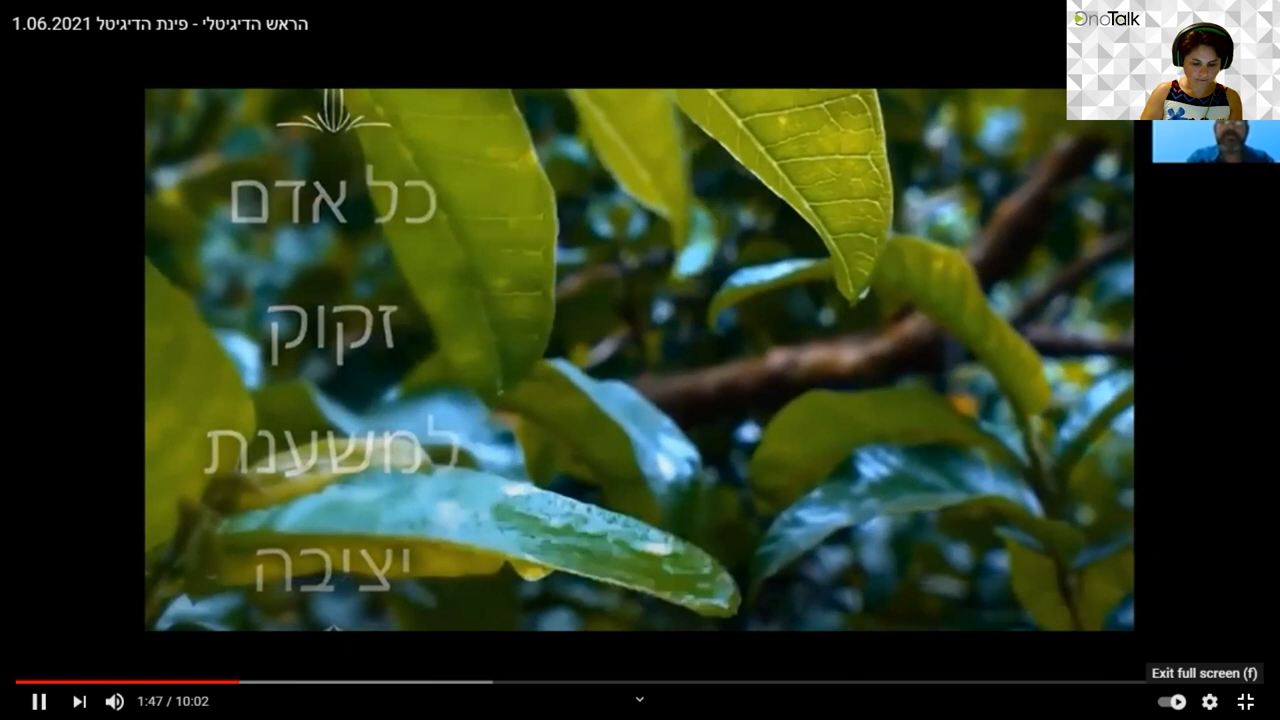 הראש הדיגיטלי - פינת הדיגיטל 1.06.2021
OnoTalk
כל אדם
זקוק
למשענת
יציבה
Exit full screen (f)
1:47 / 10:02